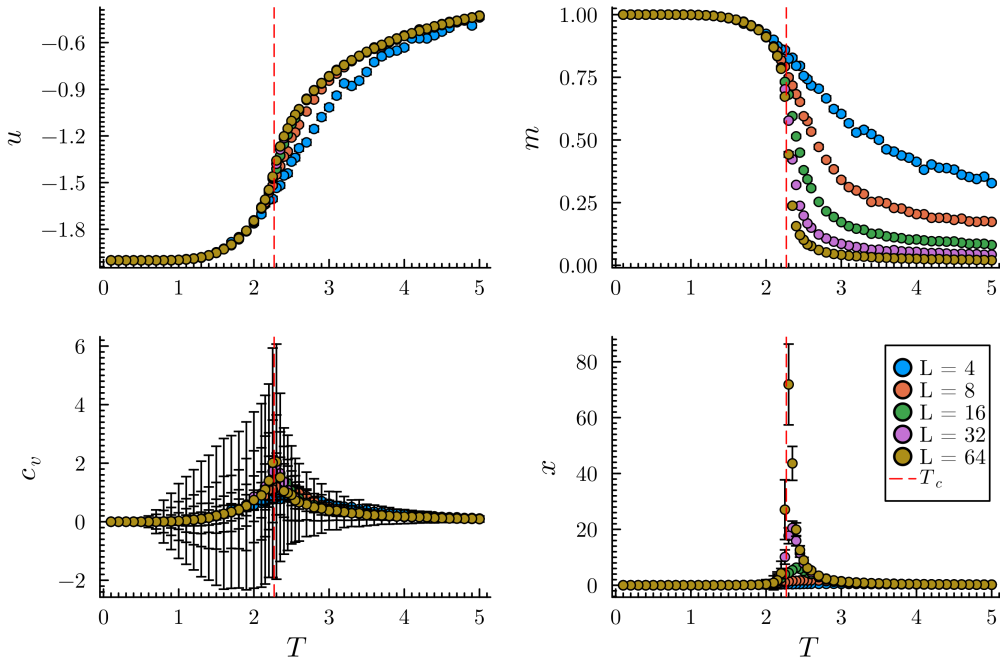 −0.6
−0.9
−1.2
−1.5
−1.8
u
0 1 2 3 4 5
1.00
0.75
0.50
0.25
0.00
m
0 1 2 3 4 5
6
4
2
0
−2
c_v
0 1 2 3 4 5
T
80
60
40
20
0
x
0 1 2 3 4 5
T
L = 4
L = 8
L = 16
L = 32
L = 64
T_c